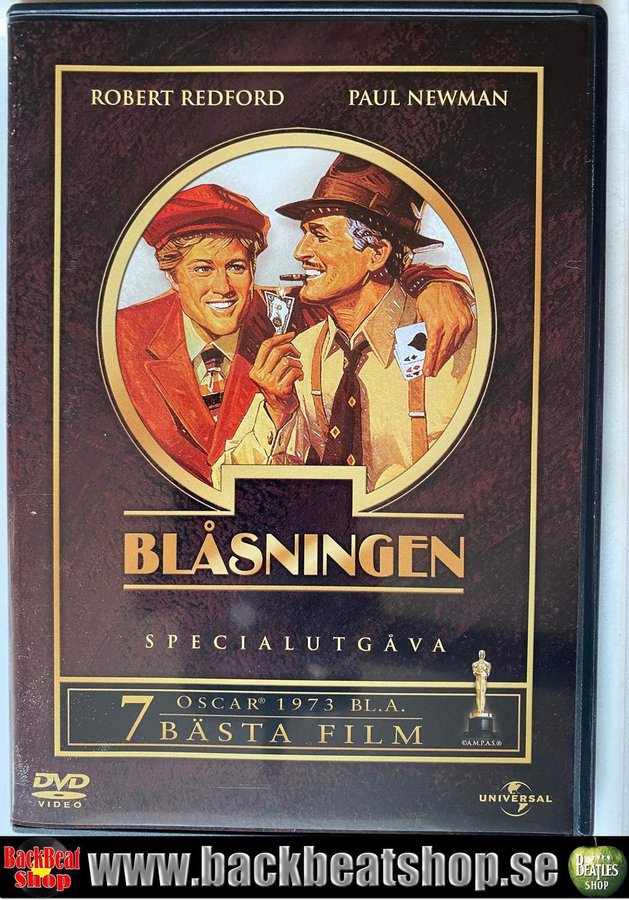 ROBERT REDFORD PAUL NEWMAN
BLÅSNINGEN
SPECIALUTGÅVA
7 OSCAR® 1973 BL.A.
BÄSTA FILM
©A.M.P.A.S.®
DVD
VIDEO
UNIVERSAL
BackBeat
Shop
www.backbeatshop.se
BEATLES
SHOP